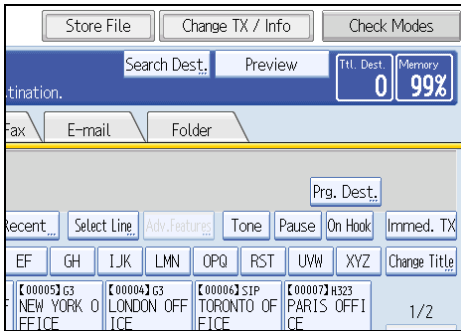 Store File Change TX / Info Check Modes
Search Dest. Preview Ttl. Dest. Memory
tination. 0 99%
Fax E-mail Folder
Prg. Dest.
Recent Select Line Adv.Features Tone Pause On Hook Immed. TX
EF GH IJK LMN OPQ RST UVW XYZ Change Title
【00005】G3 【00004】G3 【00006】SIP 【00007】H323
NEW YORK O LONDON OFF TORONTO OF PARIS OFFI 1/2
FFICE ICE FICE CE